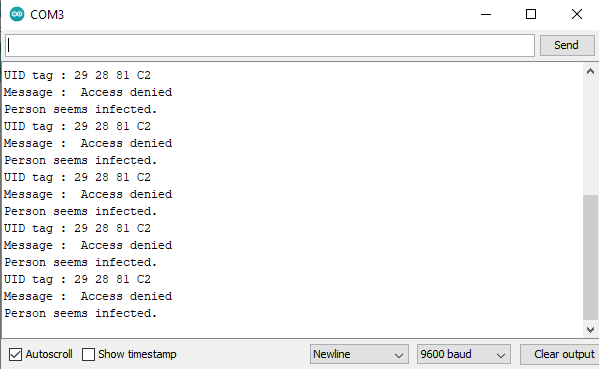 COM3
Send
UID tag : 29 28 81 C2
Message :  Access denied
Person seems infected.
UID tag : 29 28 81 C2
Message :  Access denied
Person seems infected.
UID tag : 29 28 81 C2
Message :  Access denied
Person seems infected.
UID tag : 29 28 81 C2
Message :  Access denied
Person seems infected.
UID tag : 29 28 81 C2
Message :  Access denied
Person seems infected.
Autoscroll Show timestamp Newline 9600 baud Clear output